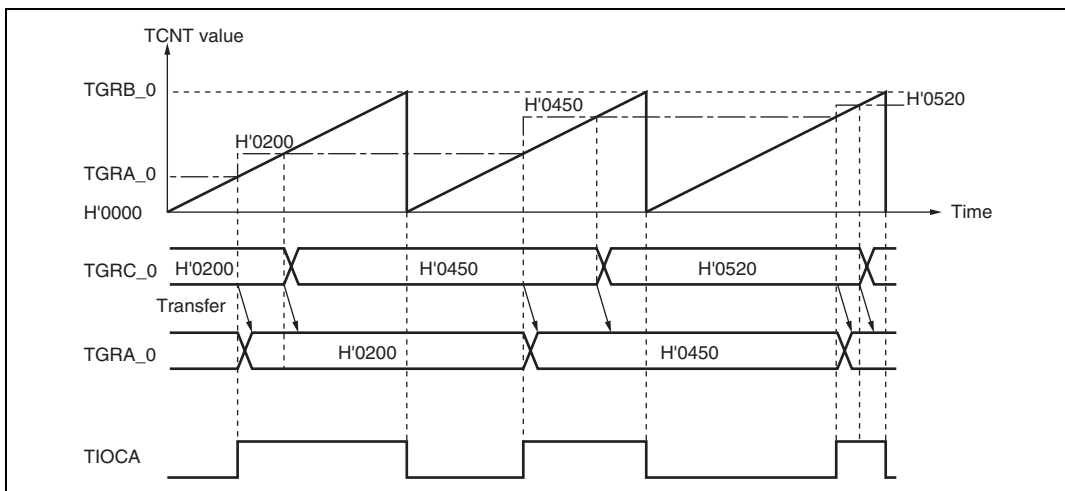 TCNT value
TGRB_0
H'0520
H'0450
H'0200
TGRA_0
H'0000
Time
TGRC_0
H'0200
H'0450
H'0520
Transfer
TGRA_0
H'0200
H'0450
TIOCA